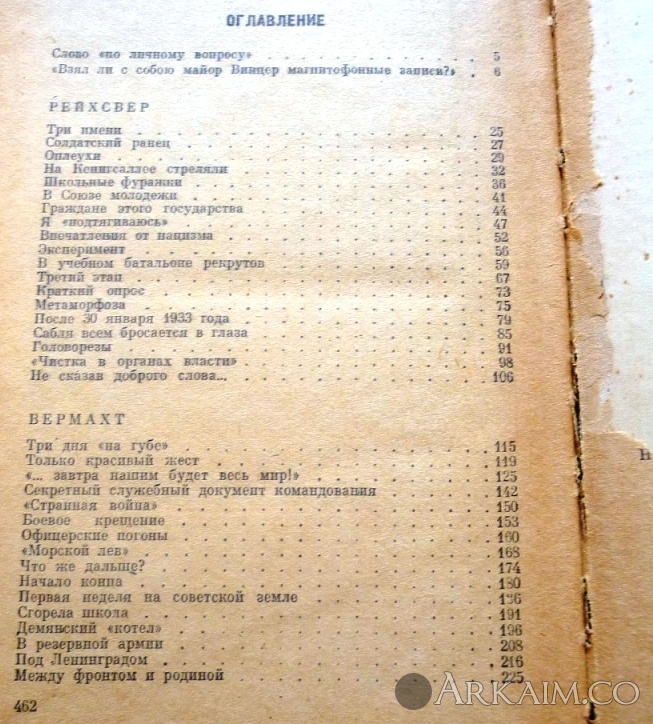 ОГЛАВЛЕНИЕ
Слово «по личному вопросу» . . . 5
«Взял ли с собою майор Винцер магнитофонные записи?» . 6
РЕЙХСВЕР
Три имени . . . 25
Солдатский ранец . . . 27
Оплеухи . . . 29
На Кенигсаллее стреляли . . . 32
Школьные фуражки . . . 36
В Союзе молодежи . . . 41
Граждане этого государства . . . 44
Я «подтягиваюсь» . . . 47
Впечатления от нацизма . . . 52
Эксперимент . . . 56
В учебном батальоне рекрутов . . . 59
Третий этап . . . 67
Краткий опрос . . . 73
Метаморфоза . . . 75
После 30 января 1933 года . . . 79
Сабля всем бросается в глаза . . . 85
Головорезы . . . 91
«Чистка в органах власти» . . . 98
Не сказав доброго слова... . . . 106
ВЕРМАХТ
Три дня «на губе» . . . 115
Только красивый жест . . . 119
«... завтра нашим будет весь мир!» . . . 125
Секретный служебный документ командования . . . 142
«Странная война» . . . 150
Боевое крещение . . . 153
Офицерские погоны . . . 160
«Морской лев» . . . 168
Что же дальше? . . . 174
Начало конца . . . 180
Первая неделя на советской земле . . . 186
Сгорела школа . . . 191
Демянский «котел» . . . 196
В резервной армии . . . 208
Под Ленинградом . . . 216
Между фронтом и родиной . . . 225
462
Н
ARKAIM.CO